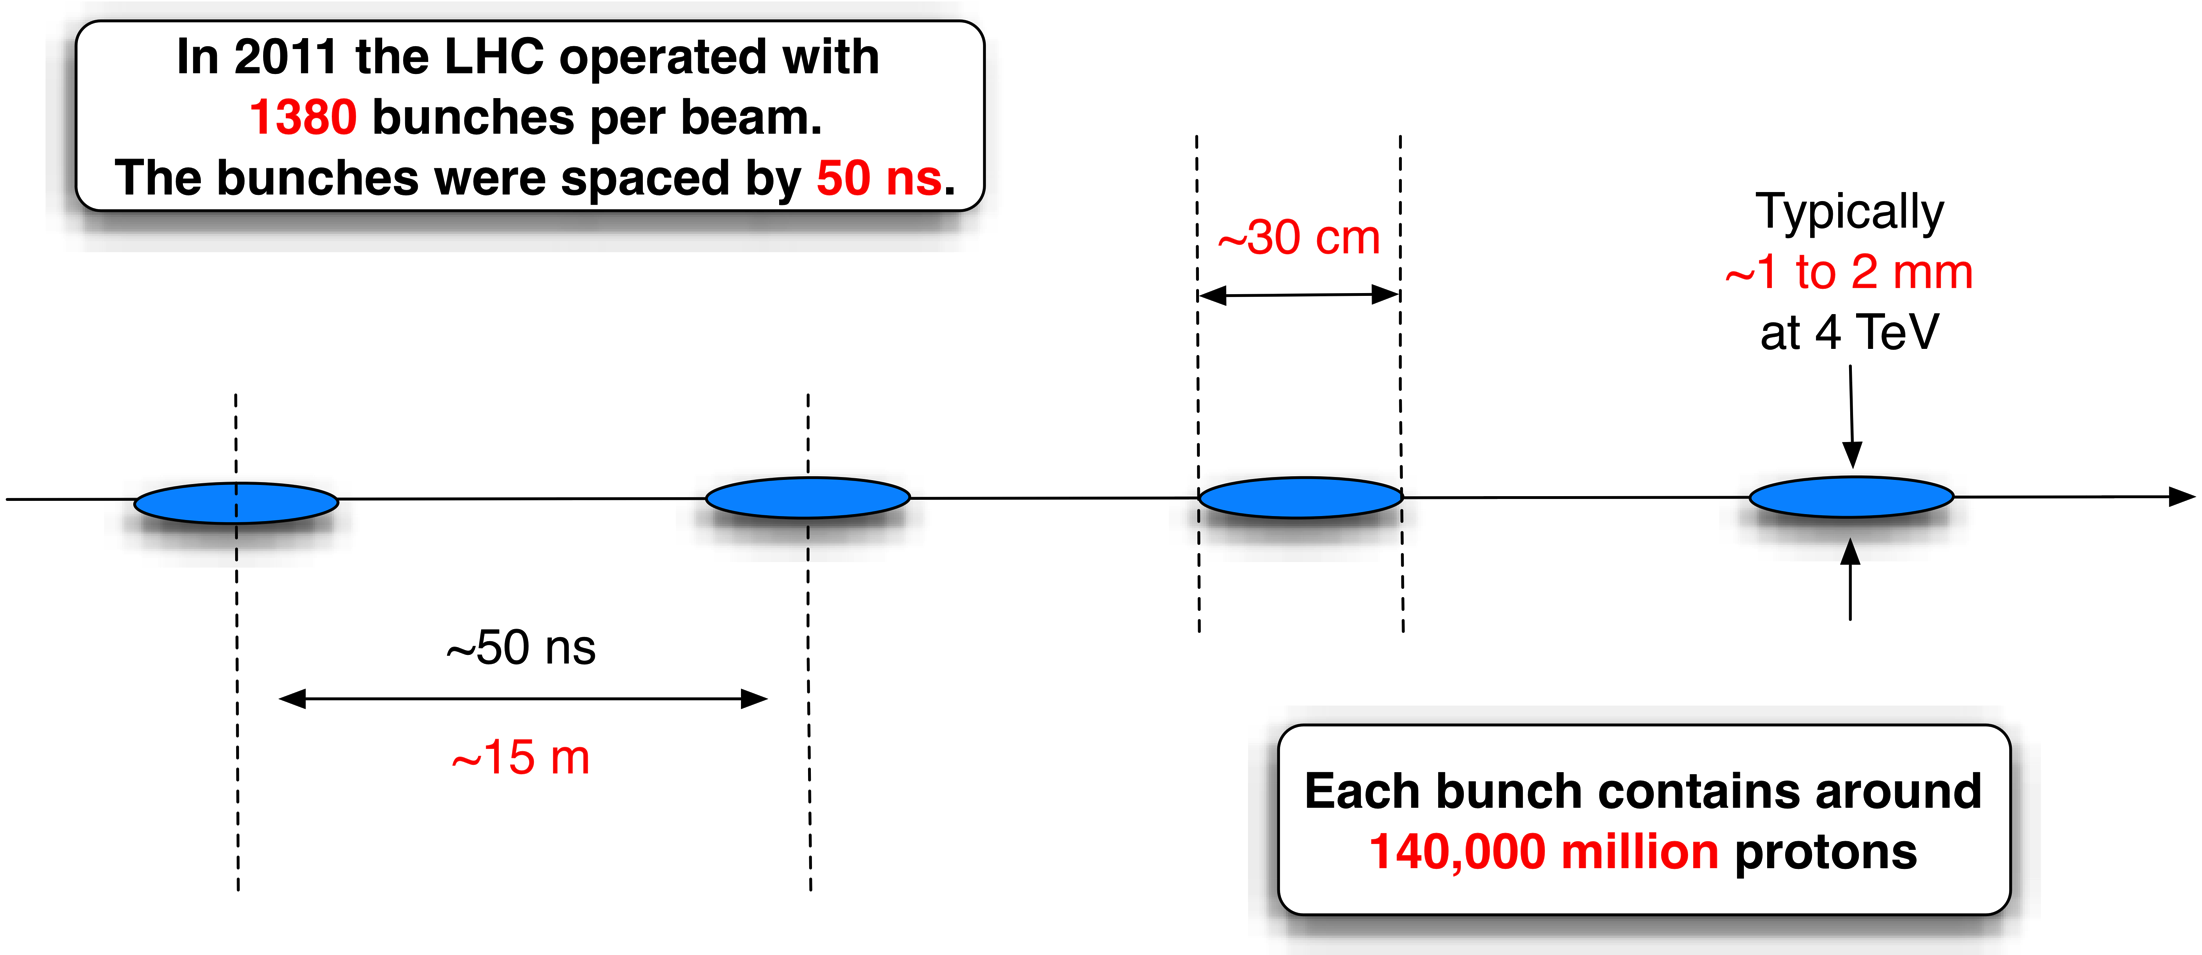 In 2011 the LHC operated with
1380 bunches per beam.
The bunches were spaced by 50 ns.
~30 cm
Typically
~1 to 2 mm
at 4 TeV
~50 ns
~15 m
Each bunch contains around
140,000 million protons